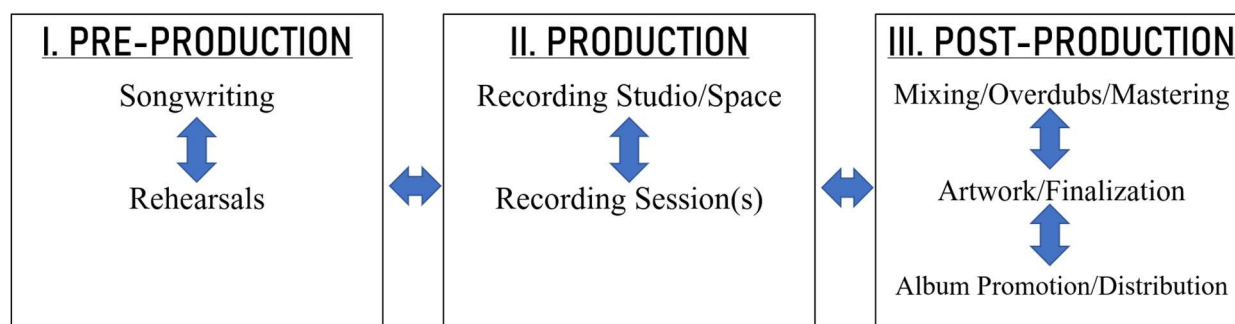 I. PRE-PRODUCTION
Songwriting
Rehearsals
II. PRODUCTION
Recording Studio/Space
Recording Session(s)
III. POST-PRODUCTION
Mixing/Overdubs/Mastering
Artwork/Finalization
Album Promotion/Distribution